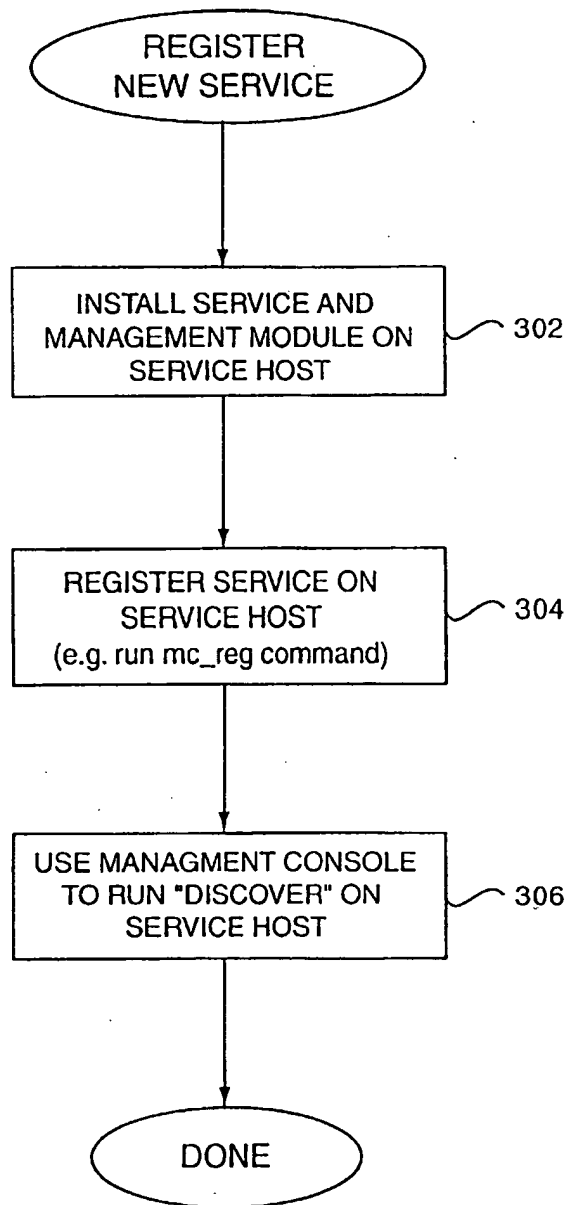 REGISTER
NEW SERVICE
INSTALL SERVICE AND
MANAGEMENT MODULE ON
SERVICE HOST
302
REGISTER SERVICE ON
SERVICE HOST
(e.g. run mc_reg command)
304
USE MANAGMENT CONSOLE
TO RUN "DISCOVER" ON
SERVICE HOST
306
DONE